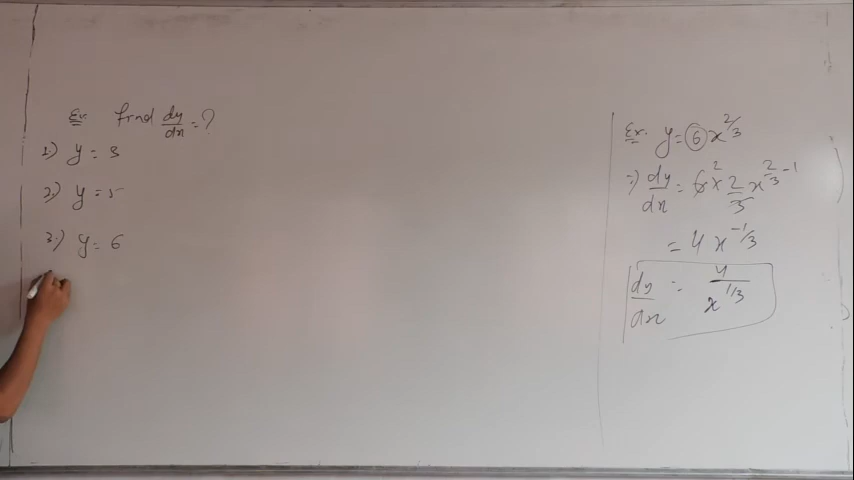 Ex. find dy/dx = ?
1.) y = 3
2.) y = 5
3.) y = 6
Ex. y = 6 x^2/3
⇒) dy/dx = 6 2 × 2/3 x^2/3 - 1
= 4 x^-1/3
dy/dx = 4/x^1/3